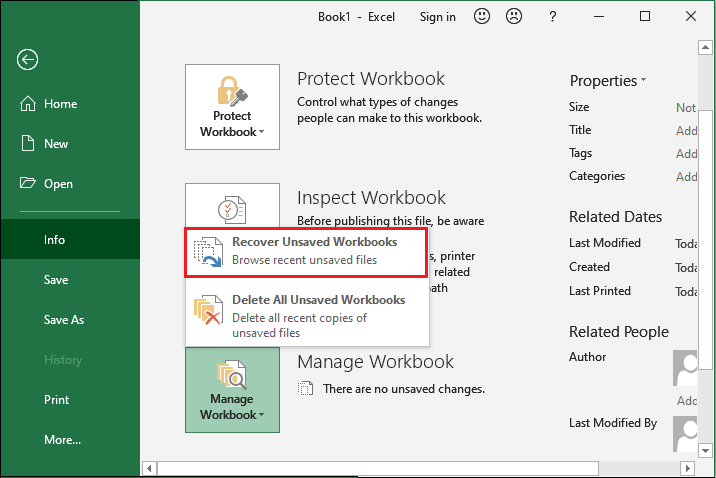 Book1 - Excel
Sign in
?
Home
New
Open
Info
Save
Save As
History
Print
More...
Protect
Workbook
Protect Workbook
Control what types of changes
people can make to this workbook.
Inspect Workbook
Before publishing this file, be aware
s, printer
related
path
Recover Unsaved Workbooks
Browse recent unsaved files
Delete All Unsaved Workbooks
Delete all recent copies of
unsaved files
Manage
Workbook
Manage Workbook
There are no unsaved changes.
Properties
Size Not
Title Add
Tags Add
Categories Add
Related Dates
Last Modified Toda
Created Toda
Last Printed
Related People
Author
Add
Last Modified By